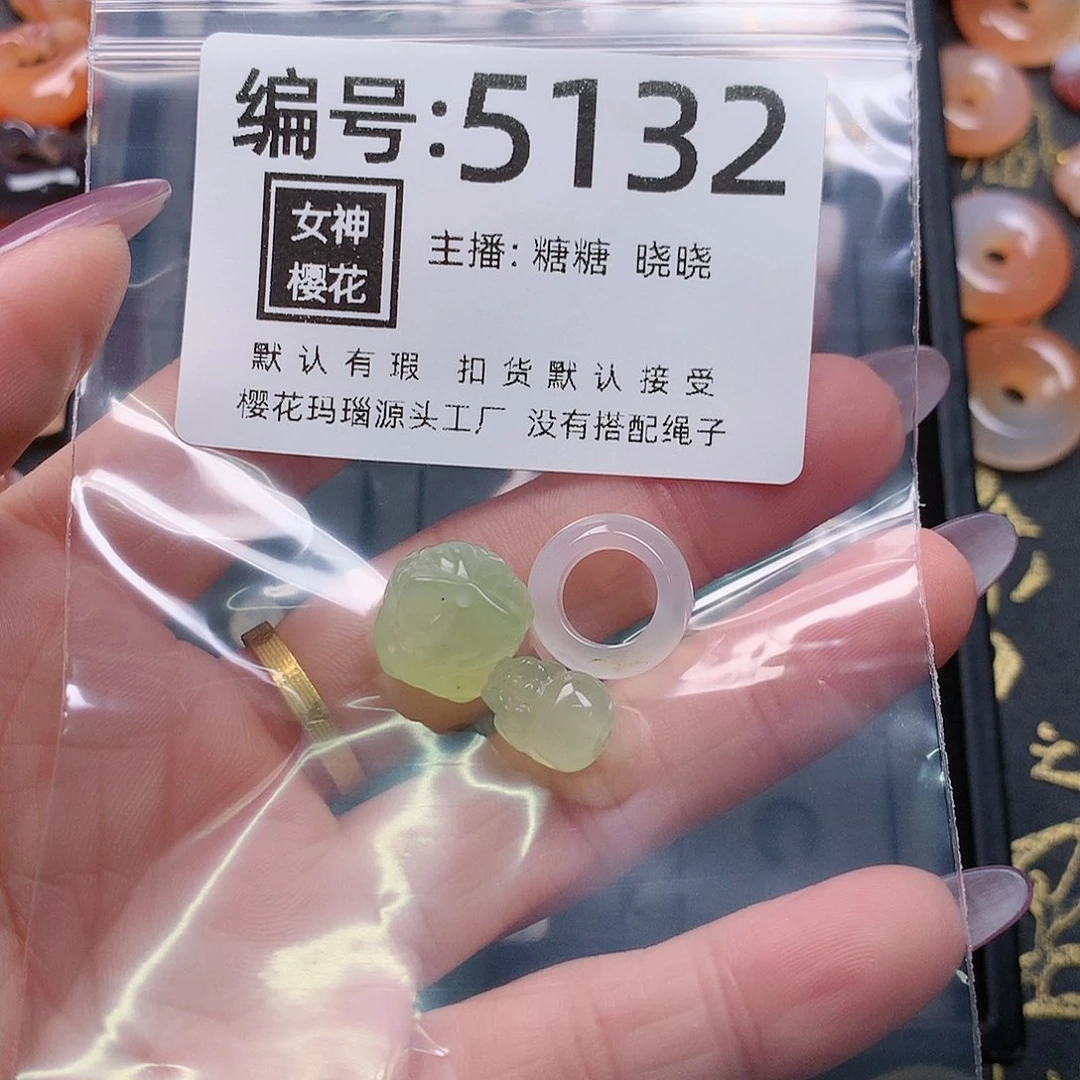 编号:5132
女神
樱花
主播: 糖糖 晓晓
默认有瑕 扣货默认接受
樱花玛瑙源头工厂 没有搭配绳子
之